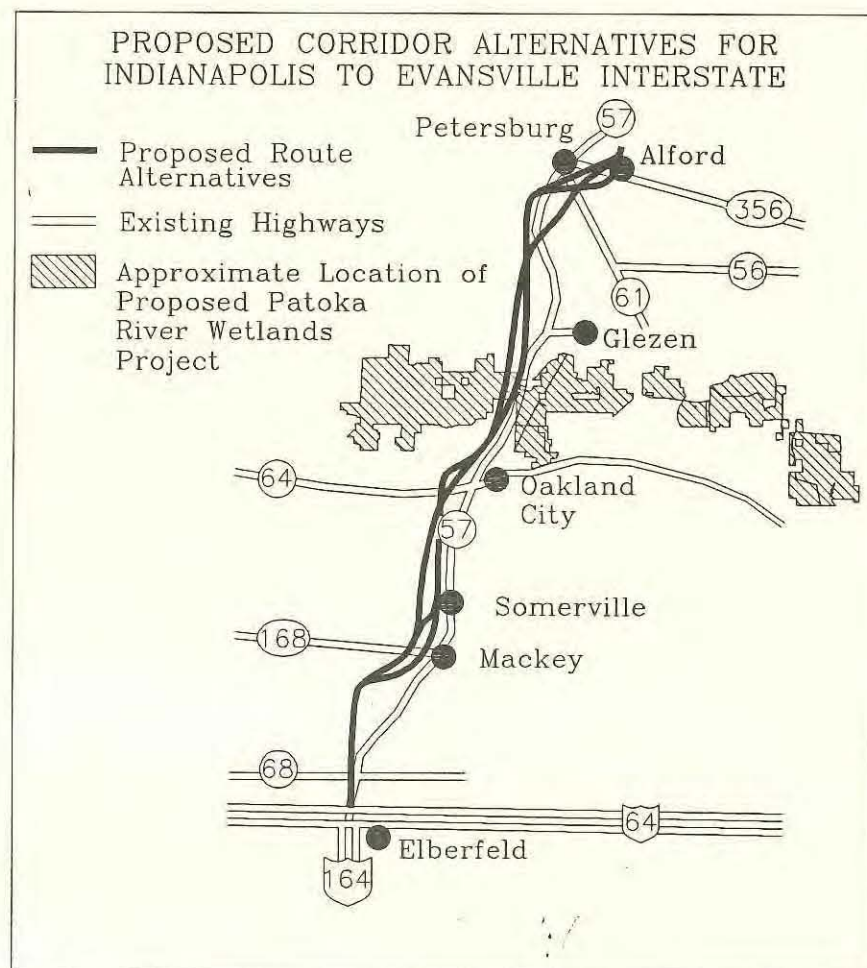 PROPOSED CORRIDOR ALTERNATIVES FOR
INDIANAPOLIS TO EVANSVILLE INTERSTATE
Proposed Route
Alternatives
Existing Highways
Approximate Location of
Proposed Patoka
River Wetlands
Project
57
Petersburg
Alford
356
56
61
Glezen
64
Oakland
City
57
Somerville
168
Mackey
68
64
Elberfeld
164